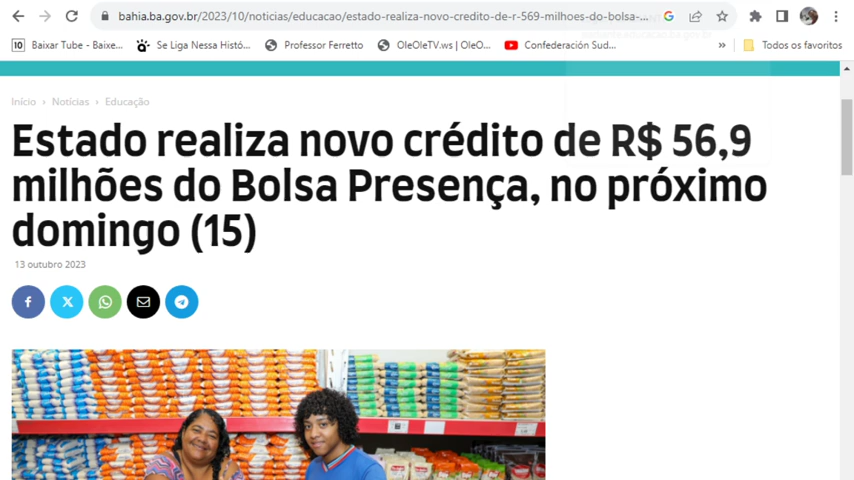 bahia.ba.gov.br/2023/10/noticias/educacao/estado-realiza-novo-credito-de-r-569-milhoes-do-bolsa-...
10 Baixar Tube - Baixe... Se Liga Nessa Histó... Professor Ferretto OleOleTV.ws | OleO... Confederación Sud... » Todos os favoritos
Início › Notícias › Educação
Estado realiza novo crédito de R$ 56,9
milhões do Bolsa Presença, no próximo
domingo (15)
13 outubro 2023